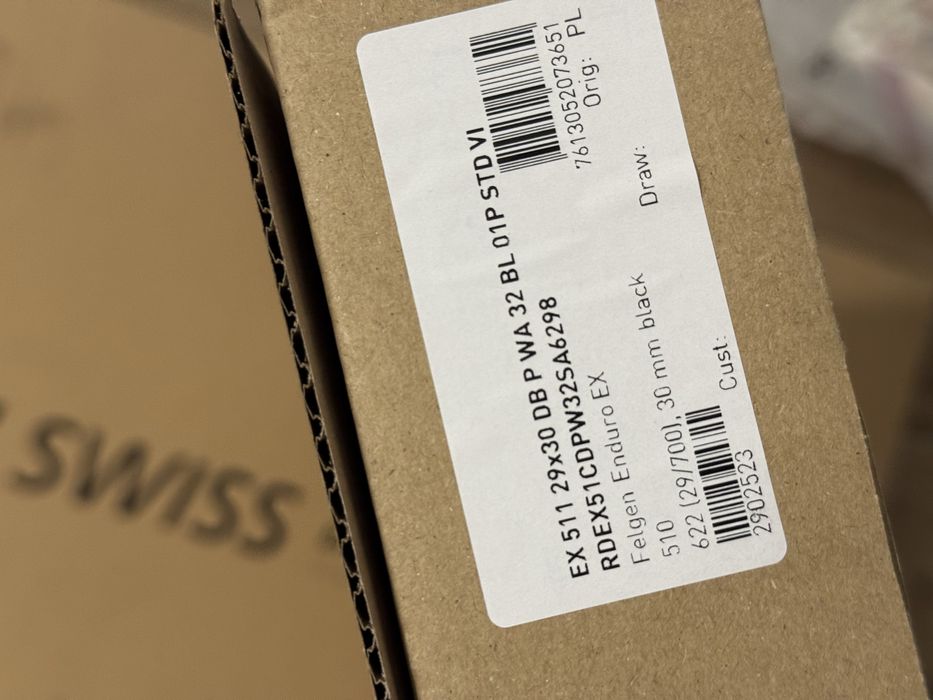 EX 511 29x30 DB P WA 32 BL 01P STD VI
RDEX51CDPW32SA6298
Felgen Enduro EX
510
622 (29/700), 30 mm black
Draw:
2902523
Cust:
7613052073651
Orig: PL
SWISS